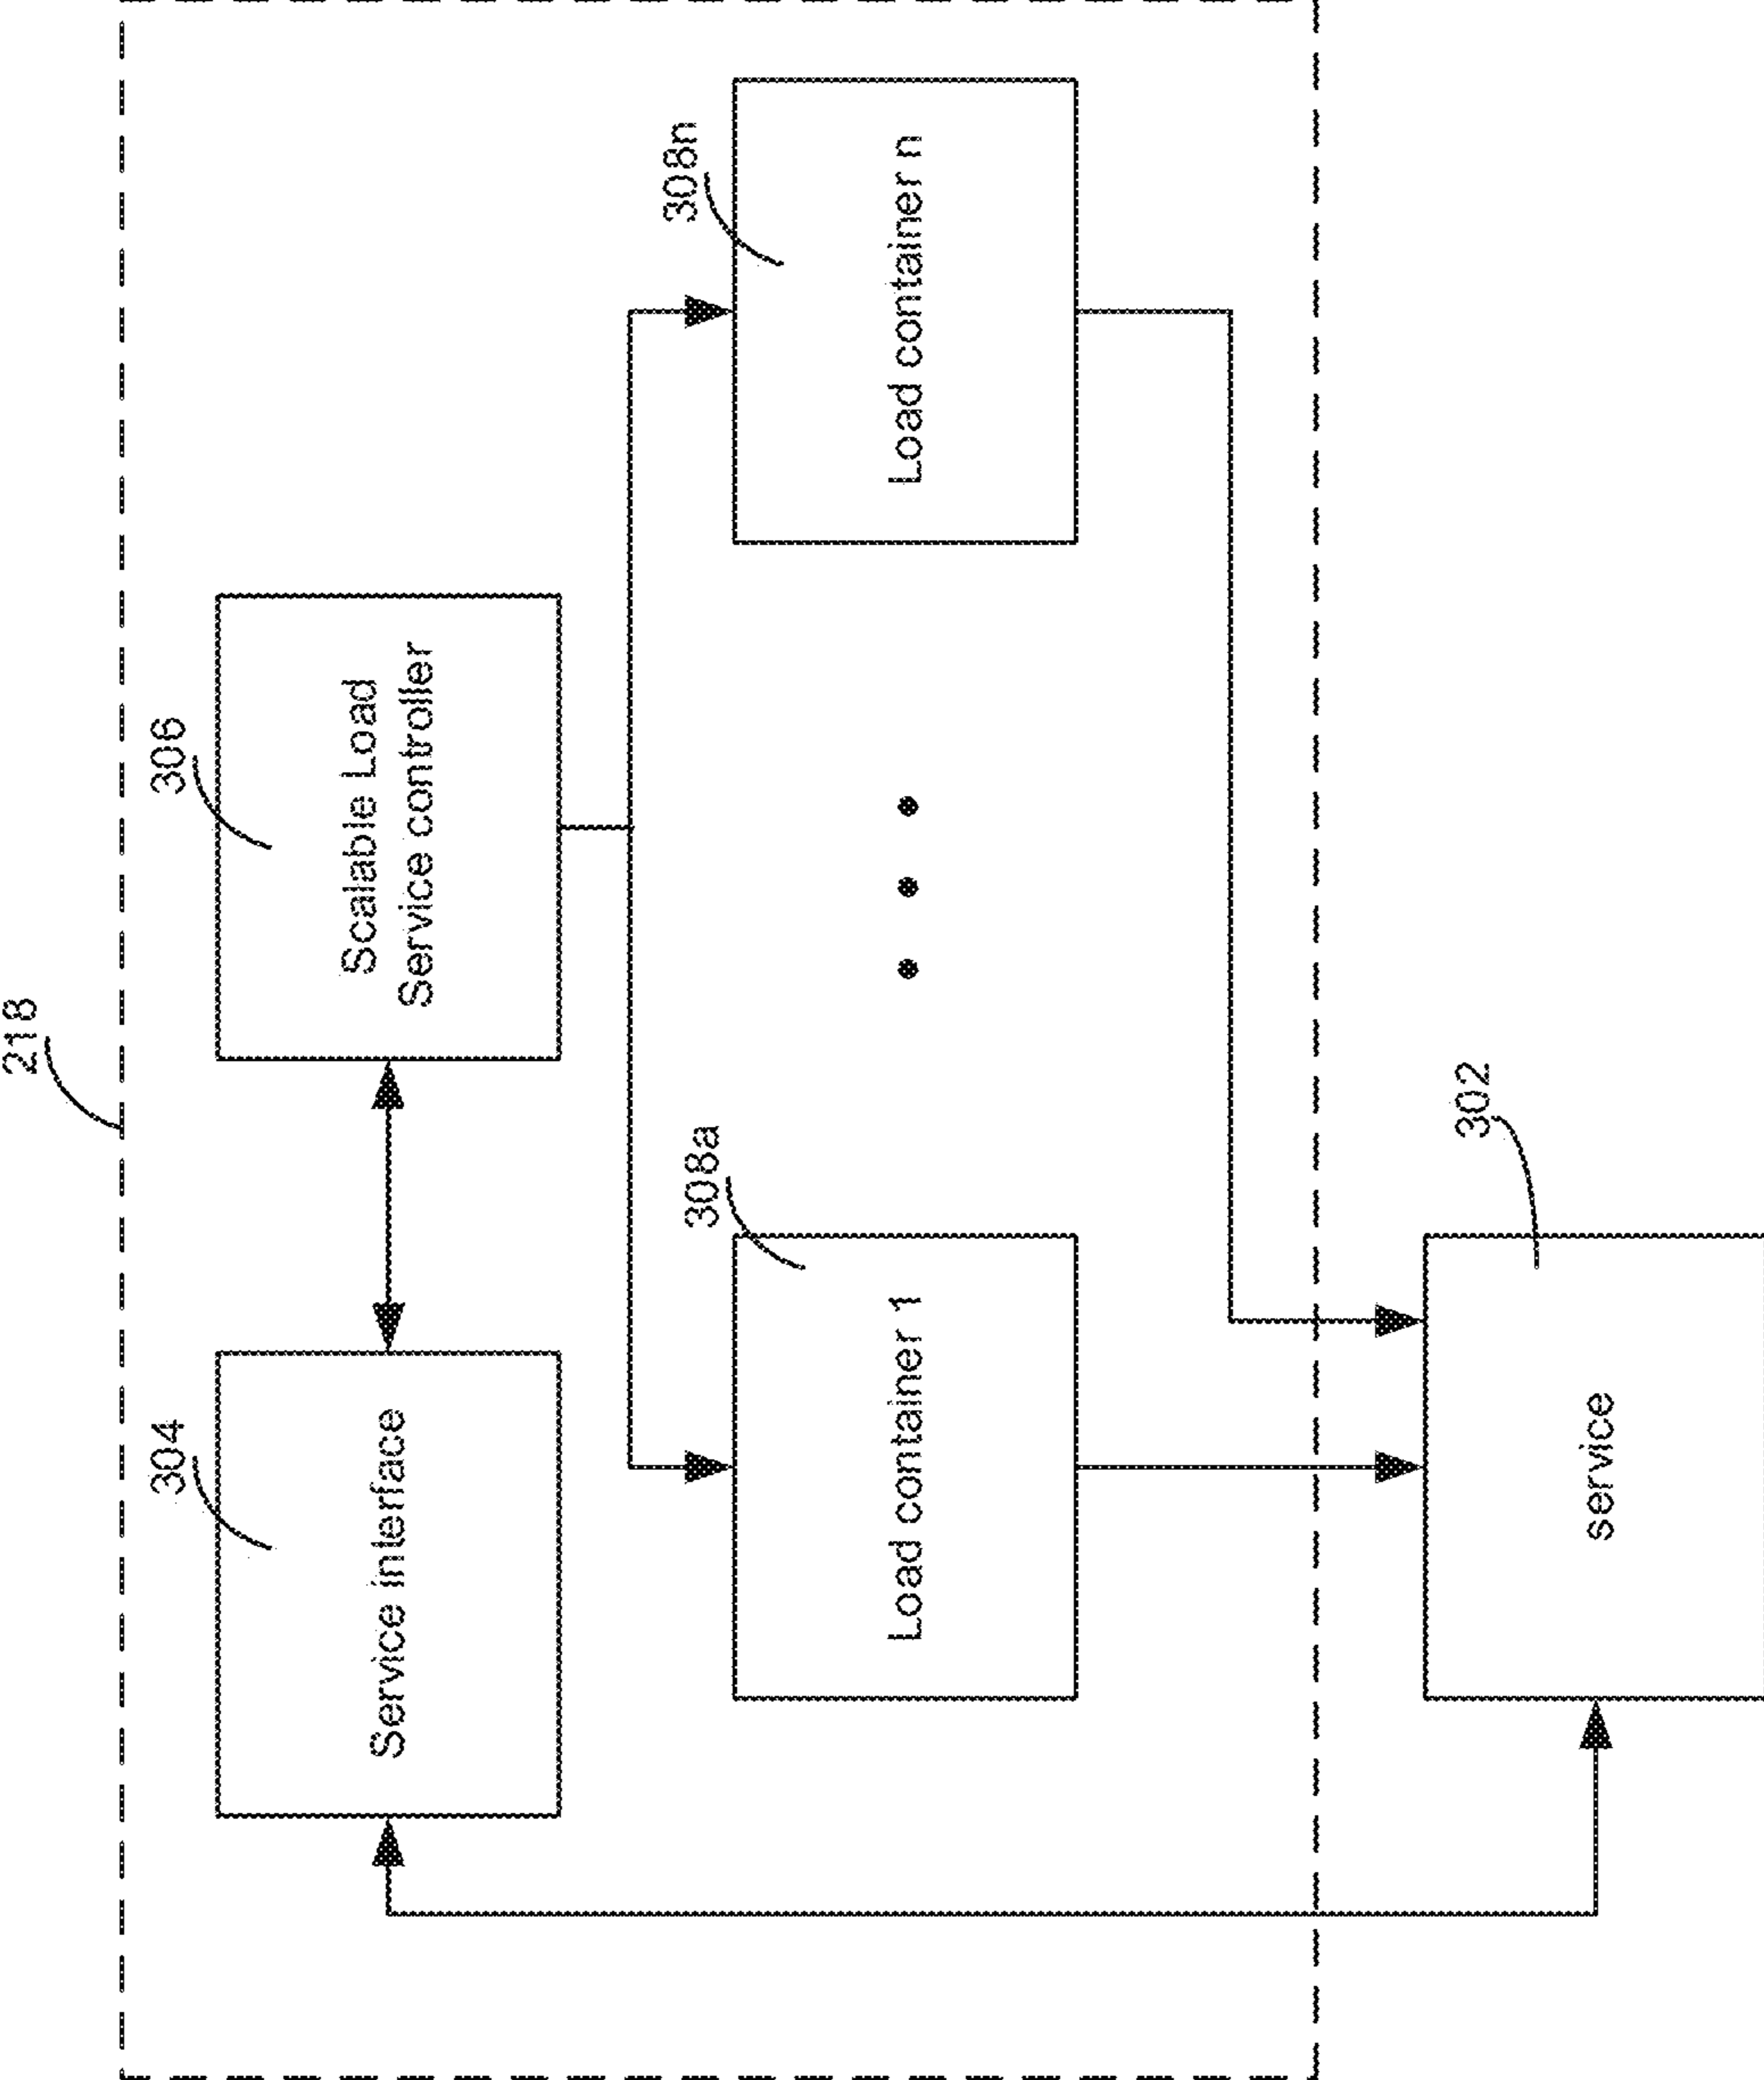 218
304
Service interface
306
Scalable Load
Service controller
308a
Load container 1
308n
Load container n
302
service